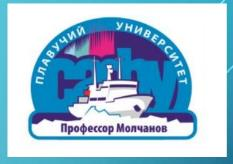 ПЛАВУЧИЙ УНИВЕРСИТЕТ
Профессор Молчанов